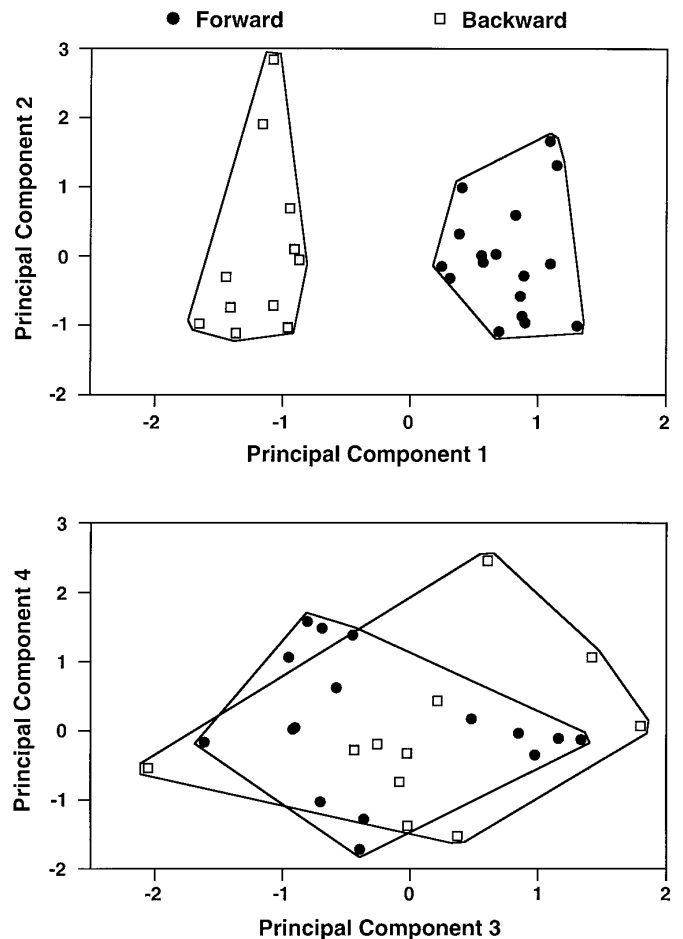 Forward Backward
3
2
1
0
-1
-2
Principal Component 2
-2 -1 0 1 2
Principal Component 1
3
2
1
0
-1
-2
Principal Component 4
-2 -1 0 1 2
Principal Component 3